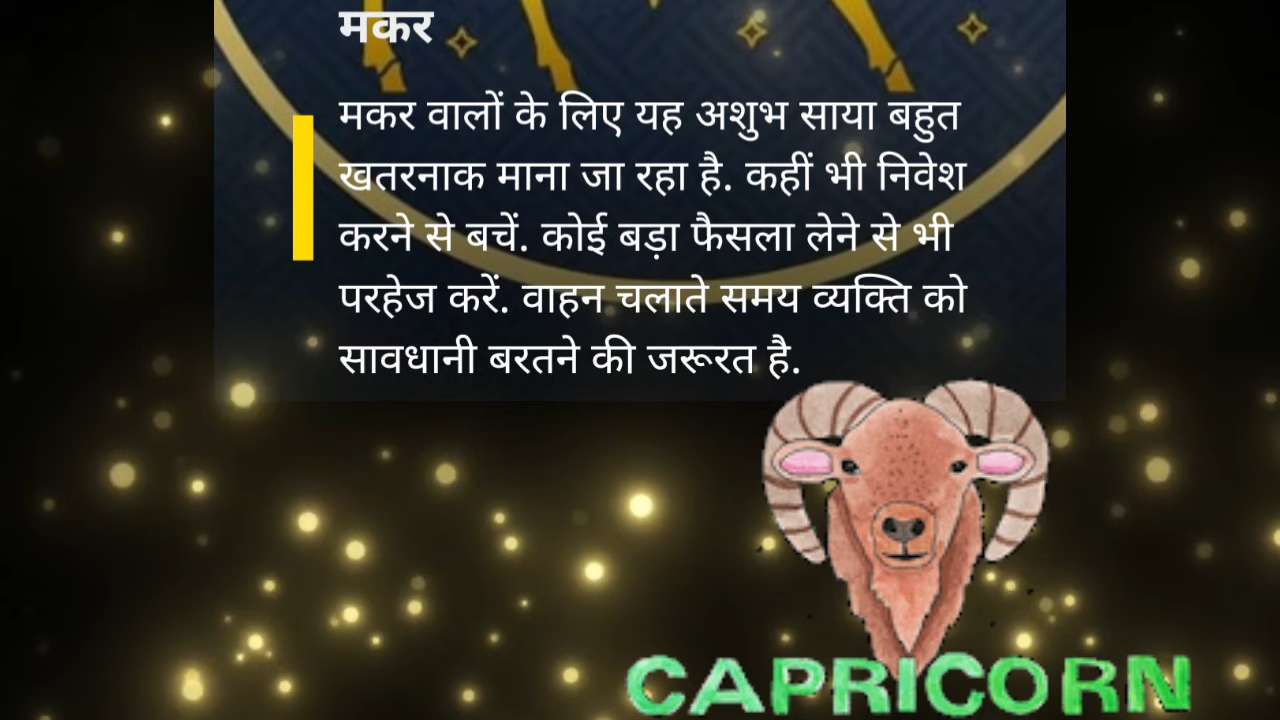 मकर
मकर वालों के लिए यह अशुभ साया बहुत
खतरनाक माना जा रहा है. कहीं भी निवेश
करने से बचें. कोई बड़ा फैसला लेने से भी
परहेज करें. वाहन चलाते समय व्यक्ति को
सावधानी बरतने की जरूरत है.
CAPRICORN